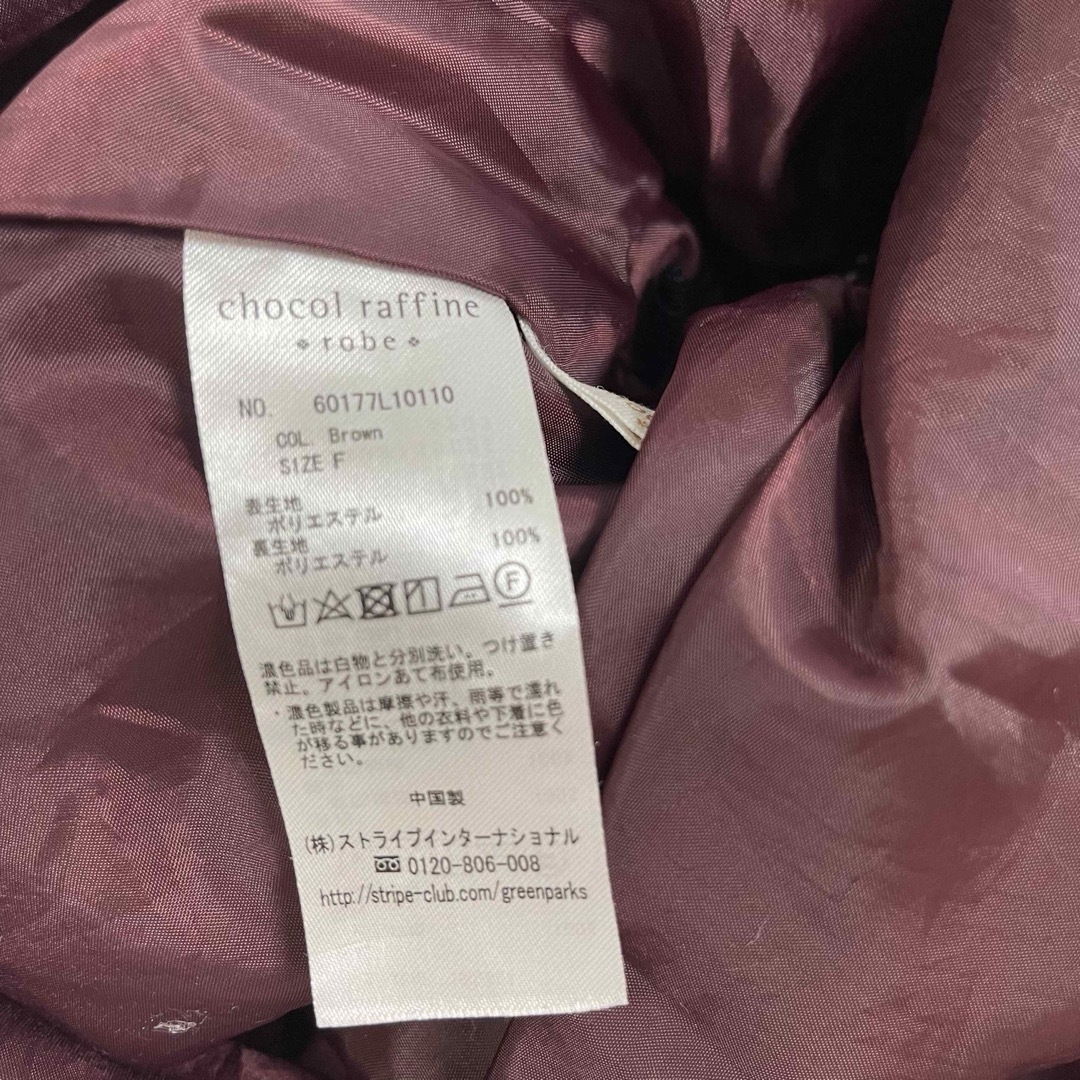 chocol raffine
robe
NO. 60177L10110
COL. Brown
SIZE F
表生地 100%
ポリエステル
裏生地 100%
ポリエステル
F
濃色品は白物と分別洗い。つけ置き
禁止。アイロンあて布使用。
・濃色製品は摩擦や汗、雨等で濡れ
た時などに、他の衣料や下着に色
が移る事がありますのでご注意く
ださい。
中国製
(株)ストライプインターナショナル
0120-806-008
http://stripe-club.com/greenparks